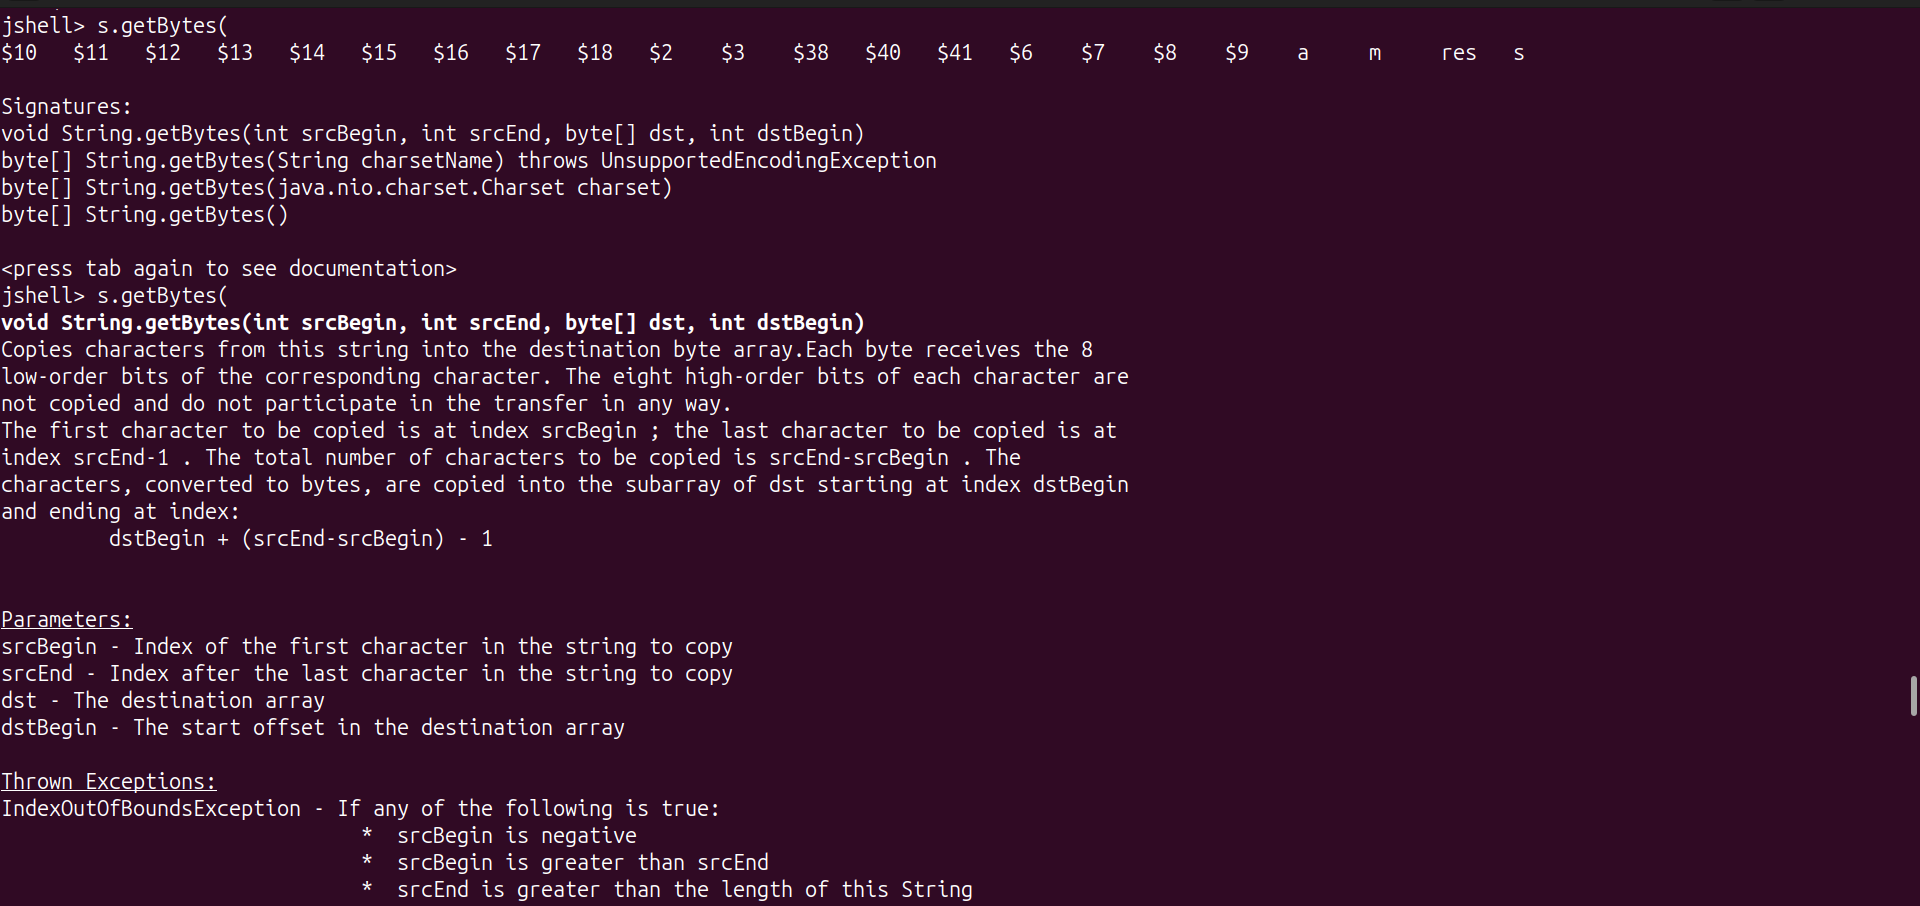 jshell> s.getBytes(
$10   $11   $12   $13   $14   $15   $16   $17   $18   $2    $3    $38   $40   $41   $6    $7    $8    $9    a     m     res   s
Signatures:
void String.getBytes(int srcBegin, int srcEnd, byte[] dst, int dstBegin)
byte[] String.getBytes(String charsetName) throws UnsupportedEncodingException
byte[] String.getBytes(java.nio.charset.Charset charset)
byte[] String.getBytes()
<press tab again to see documentation>
jshell> s.getBytes(
void String.getBytes(int srcBegin, int srcEnd, byte[] dst, int dstBegin)
Copies characters from this string into the destination byte array.Each byte receives the 8
low-order bits of the corresponding character. The eight high-order bits of each character are
not copied and do not participate in the transfer in any way.
The first character to be copied is at index srcBegin ; the last character to be copied is at
index srcEnd-1 . The total number of characters to be copied is srcEnd-srcBegin . The
characters, converted to bytes, are copied into the subarray of dst starting at index dstBegin
and ending at index:
dstBegin + (srcEnd-srcBegin) - 1
Parameters:
srcBegin - Index of the first character in the string to copy
srcEnd - Index after the last character in the string to copy
dst - The destination array
dstBegin - The start offset in the destination array
Thrown Exceptions:
IndexOutOfBoundsException - If any of the following is true:
*  srcBegin is negative
*  srcBegin is greater than srcEnd
*  srcEnd is greater than the length of this String